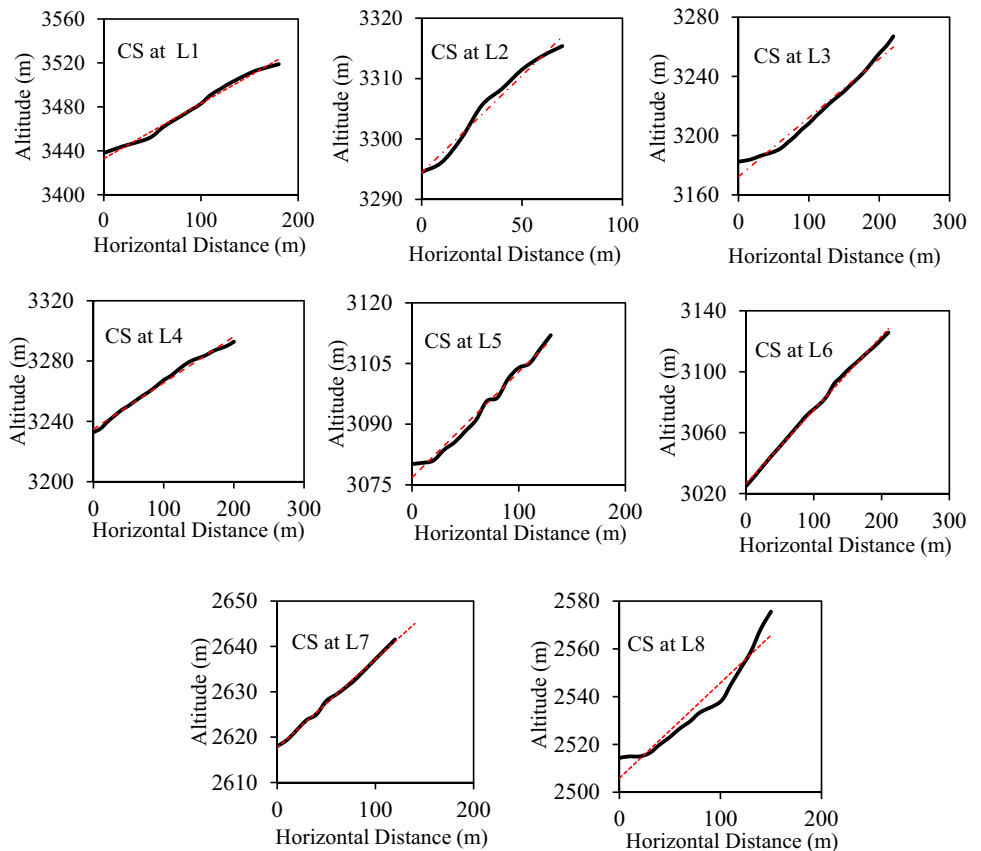 CS at L1
Altitude (m)
3560
3520
3480
3440
3400
0
100
200
Horizontal Distance (m)
CS at L2
Altitude (m)
3320
3310
3300
3290
0
50
100
Horizontal Distance (m)
CS at L3
Altitude (m)
3280
3240
3200
3160
0
100
200
300
Horizontal Distance (m)
CS at L4
Altitude (m)
3320
3280
3240
3200
0
100
200
300
Horizontal Distance (m)
CS at L5
Altitude (m)
3120
3105
3090
3075
0
100
200
Horizontal Distance (m)
CS at L6
Altitude (m)
3140
3100
3060
3020
0
100
200
300
Horizontal Distance (m)
CS at L7
Altitude (m)
2650
2640
2630
2620
2610
0
100
200
Horizontal Distance (m)
CS at L8
Altitude (m)
2580
2560
2540
2520
2500
0
100
200
Horizontal Distance (m)